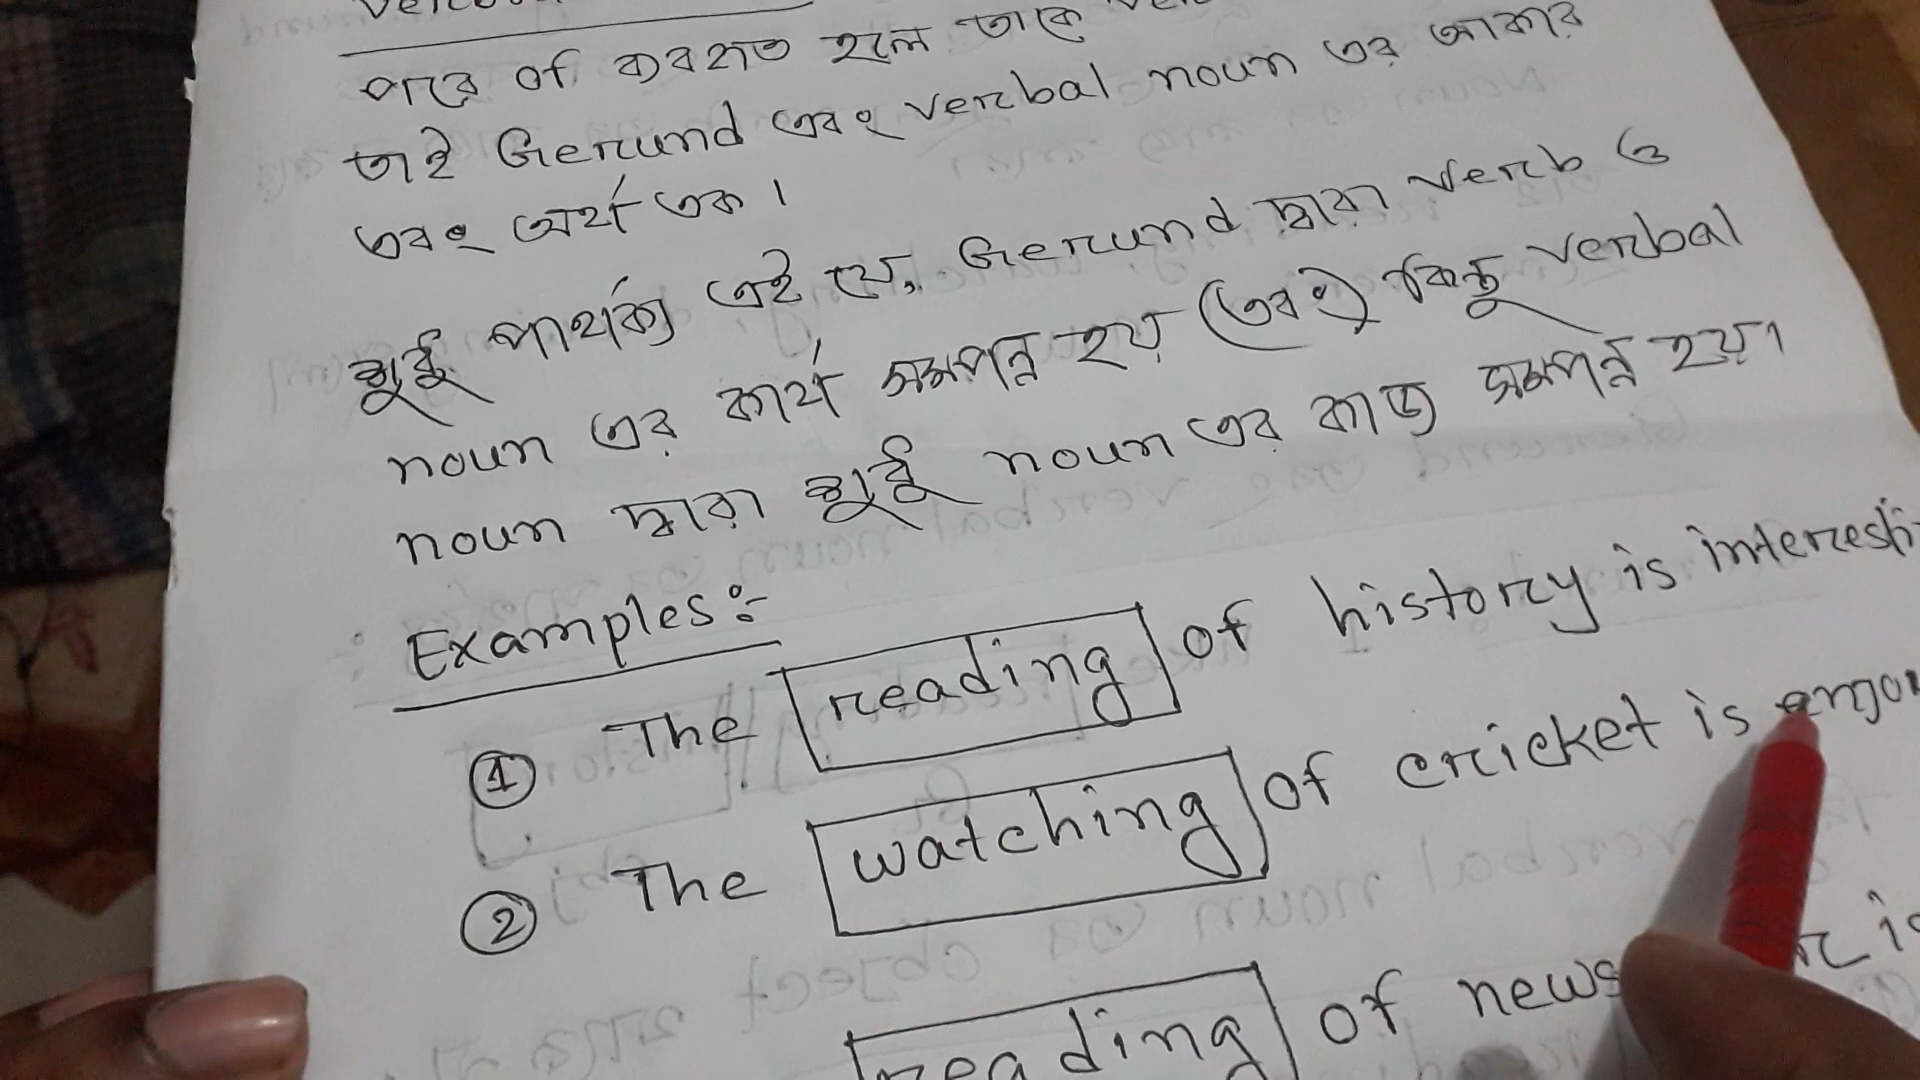 পরে of ব্যবহৃত হলে তাকে
তাই Gerund এবং verbal noun এর আকার
এবং অর্থ এক।
শুধু পার্থক্য এই যে, Gerund দ্বারা verb ও
noun এর কার্য সম্পন্ন হয় (এবং) কিন্তু verbal
noun দ্বারা শুধু noun এর কাজ সম্পন্ন হয়।
Examples :-
① The reading of history is interesti
② The watching of cricket is enjo
reading of news